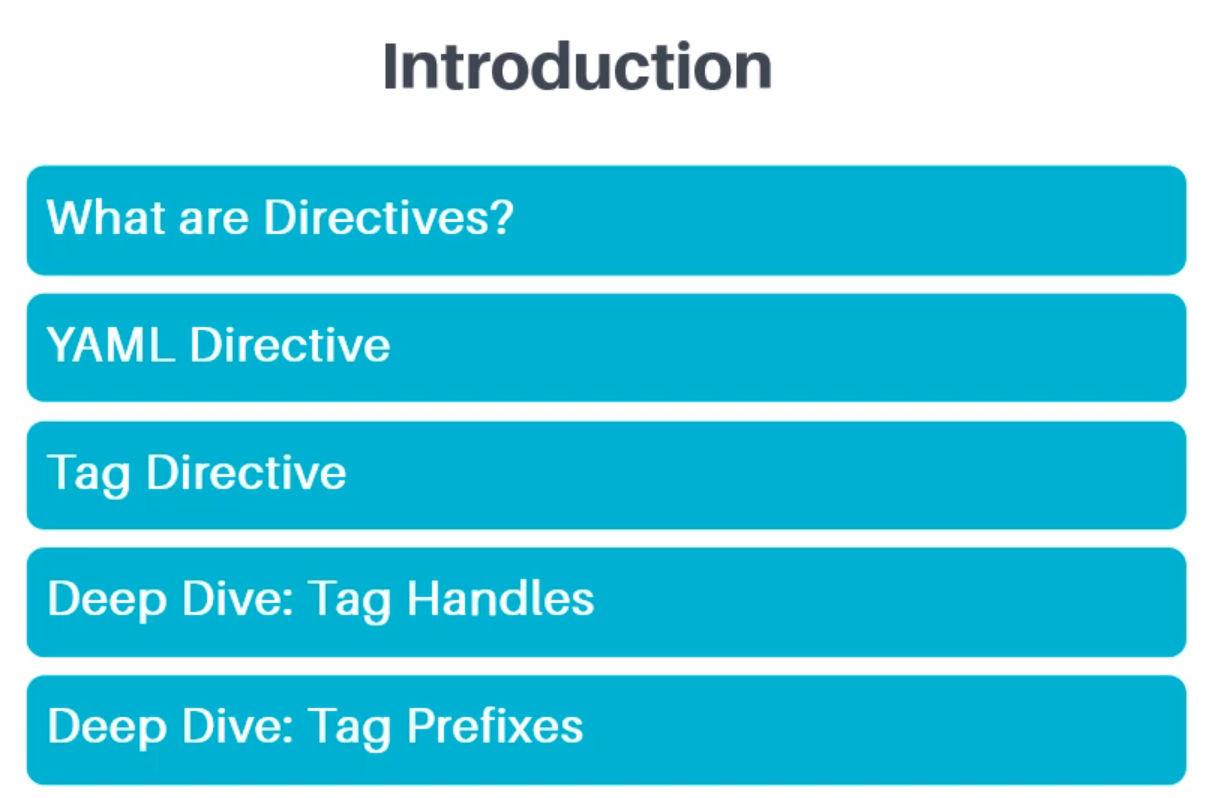 Introduction
What are Directives?
YAML Directive
Tag Directive
Deep Dive: Tag Handles
Deep Dive: Tag Prefixes